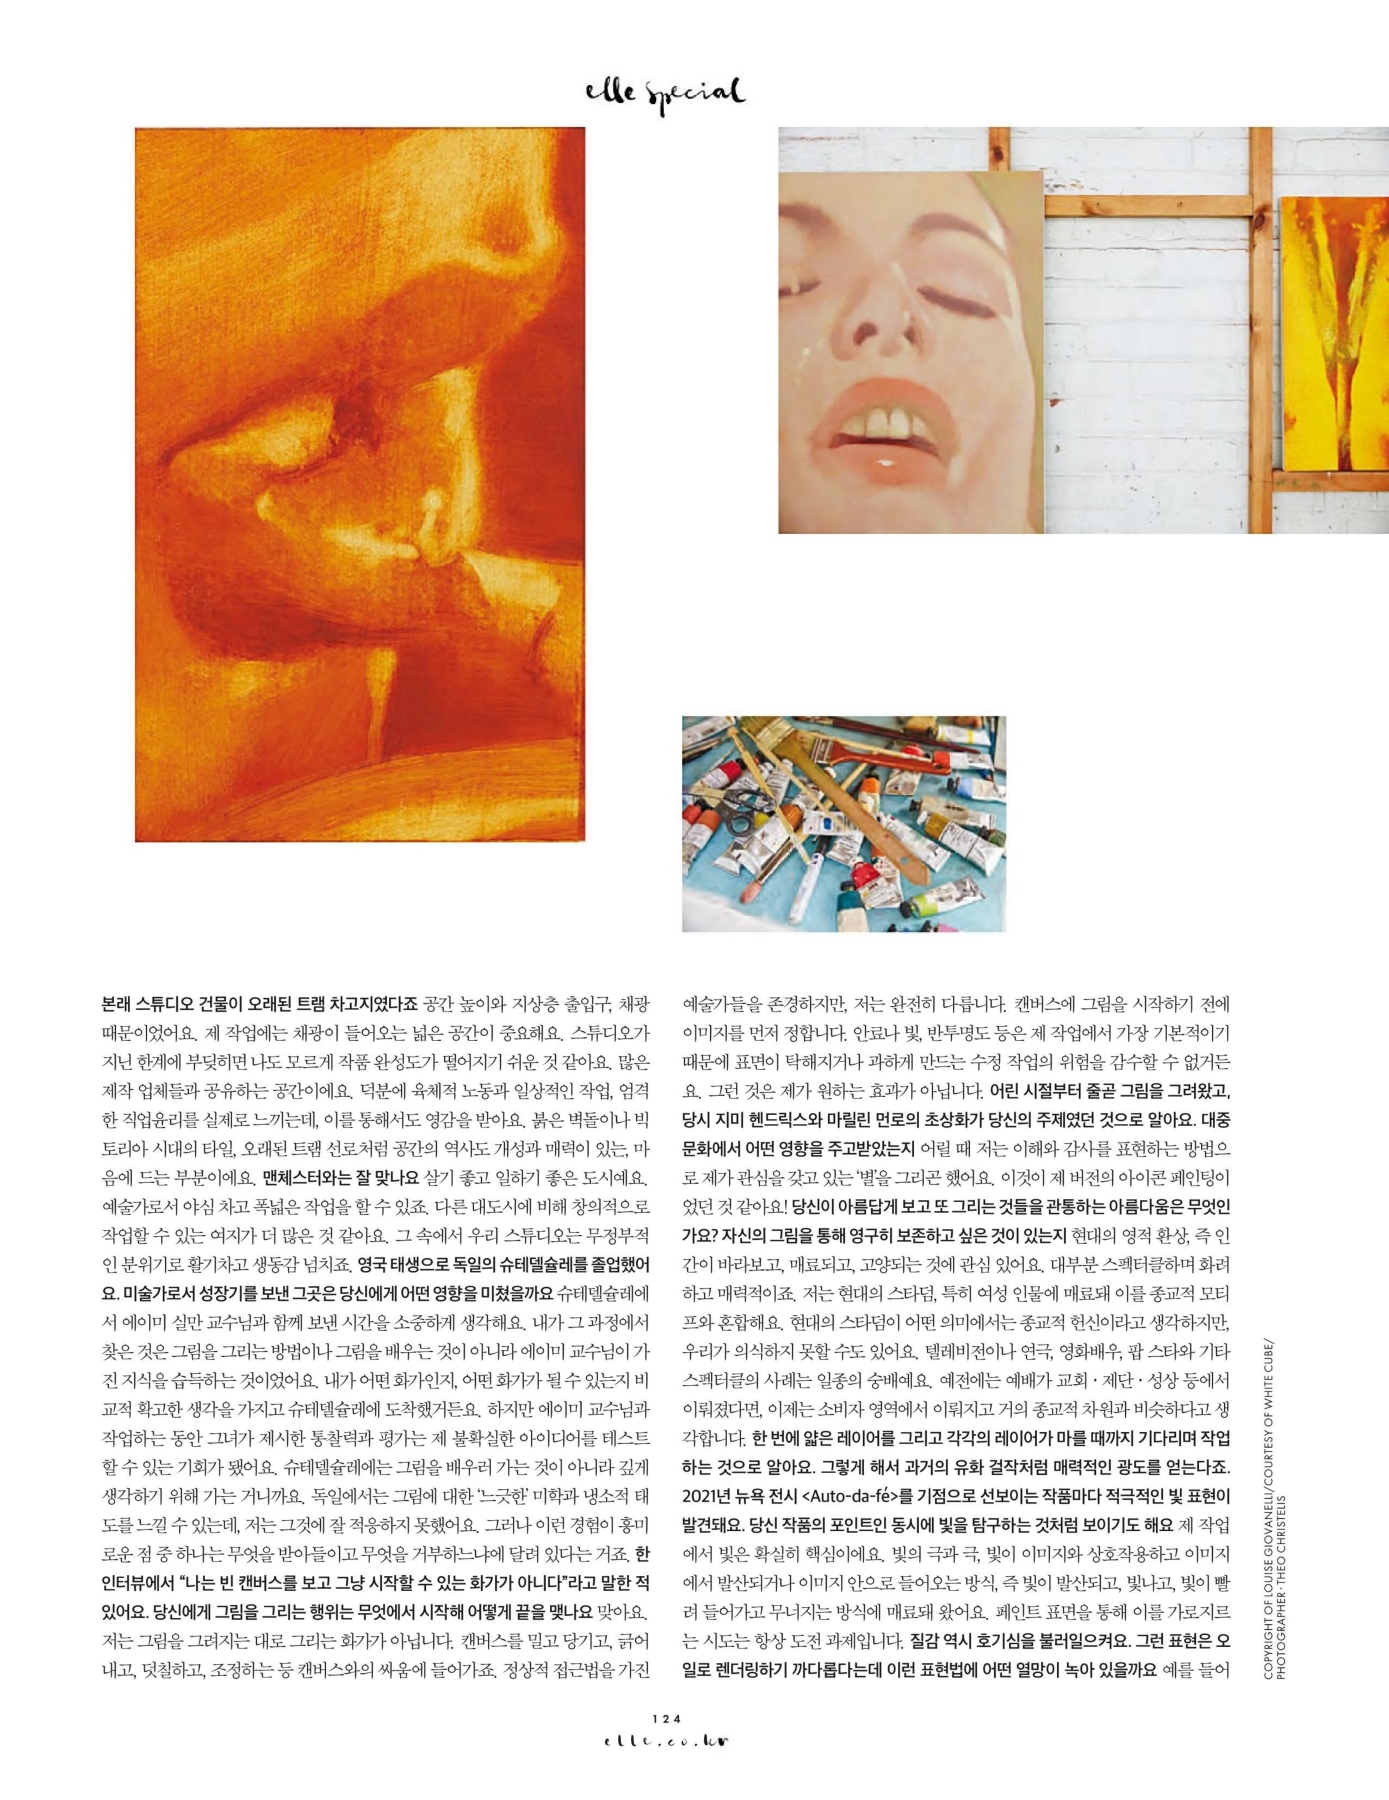 elle special
본래 스튜디오 건물이 오래된 트램 차고지였다죠 공간 높이와 지상층 출입구, 채광
때문이었어요. 제 작업에는 채광이 들어오는 넓은 공간이 중요해요. 스튜디오가
지닌 한계에 부딪히면 나도 모르게 작품 완성도가 떨어지기 쉬운 것 같아요. 많은
제작 업체들과 공유하는 공간이에요. 덕분에 육체적 노동과 일상적인 작업, 엄격
한 직업윤리를 실제로 느끼는데, 이를 통해서도 영감을 받아요. 붉은 벽돌이나 빅
토리아 시대의 타일, 오래된 트램 선로처럼 공간의 역사도 개성과 매력이 있는, 마
음에 드는 부분이에요. 맨체스터와는 잘 맞나요 살기 좋고 일하기 좋은 도시예요.
예술가로서 야심 차고 폭넓은 작업을 할 수 있죠. 다른 대도시에 비해 창의적으로
작업할 수 있는 여지가 더 많은 것 같아요. 그 속에서 우리 스튜디오는 무정부적
인 분위기로 활기차고 생동감 넘치죠. 영국 태생으로 독일의 슈테델슐레를 졸업했어
요. 미술가로서 성장기를 보낸 그곳은 당신에게 어떤 영향을 미쳤을까요 슈테델슐레에
서 에이미 실만 교수님과 함께 보낸 시간을 소중하게 생각해요. 내가 그 과정에서
찾은 것은 그림을 그리는 방법이나 그림을 배우는 것이 아니라 에이미 교수님이 가
진 지식을 습득하는 것이었어요. 내가 어떤 화가인지, 어떤 화가가 될 수 있는지 비
교적 확고한 생각을 가지고 슈테델슐레에 도착했거든요. 하지만 에이미 교수님과
작업하는 동안 그녀가 제시한 통찰력과 평가는 제 불확실한 아이디어를 테스트
할 수 있는 기회가 됐어요. 슈테델슐레에는 그림을 배우러 가는 것이 아니라 깊게
생각하기 위해 가는 거니까요. 독일에서는 그림에 대한 ‘느긋한’ 미학과 냉소적 태
도를 느낄 수 있는데, 저는 그것에 잘 적응하지 못했어요. 그러나 이런 경험이 흥미
로운 점 중 하나는 무엇을 받아들이고 무엇을 거부하느냐에 달려 있다는 거죠. 한
인터뷰에서 “나는 빈 캔버스를 보고 그냥 시작할 수 있는 화가가 아니다”라고 말한 적
있어요. 당신에게 그림을 그리는 행위는 무엇에서 시작해 어떻게 끝을 맺나요 맞아요.
저는 그림을 그려지는 대로 그리는 화가가 아닙니다. 캔버스를 밀고 당기고, 긁어
내고, 덧칠하고, 조정하는 등 캔버스와의 싸움에 들어가죠. 정상적 접근법을 가진
예술가들을 존경하지만, 저는 완전히 다릅니다. 캔버스에 그림을 시작하기 전에
이미지를 먼저 정합니다. 안료나 빛, 반투명도 등은 제 작업에서 가장 기본적이기
때문에 표면이 탁해지거나 과하게 만드는 수정 작업의 위험을 감수할 수 없거든
요. 그런 것은 제가 원하는 효과가 아닙니다. 어린 시절부터 줄곧 그림을 그려왔고,
당시 지미 헨드릭스와 마릴린 먼로의 초상화가 당신의 주제였던 것으로 알아요. 대중
문화에서 어떤 영향을 주고받았는지 어릴 때 저는 이해와 감사를 표현하는 방법으
로 제가 관심을 갖고 있는 ‘별’을 그리곤 했어요. 이것이 제 버전의 아이콘 페인팅이
었던 것 같아요! 당신이 아름답게 보고 또 그리는 것들을 관통하는 아름다움은 무엇인
가요? 자신의 그림을 통해 영구히 보존하고 싶은 것이 있는지 현대의 영적 환상, 즉 인
간이 바라보고, 매료되고, 고양되는 것에 관심 있어요. 대부분 스펙터클하며 화려
하고 매력적이죠. 저는 현대의 스타덤, 특히 여성 인물에 매료돼 이를 종교적 모티
프와 혼합해요. 현대의 스타덤이 어떤 의미에서는 종교적 헌신이라고 생각하지만,
우리가 의식하지 못할 수도 있어요. 텔레비전이나 연극, 영화배우, 팝 스타와 기타
스펙터클의 사례는 일종의 숭배예요. 예전에는 예배가 교회·제단·성상 등에서
이뤄졌다면, 이제는 소비자 영역에서 이뤄지고 거의 종교적 차원과 비슷하다고 생
각합니다. 한 번에 얇은 레이어를 그리고 각각의 레이어가 마를 때까지 기다리며 작업
하는 것으로 알아요. 그렇게 해서 과거의 유화 걸작처럼 매력적인 광도를 얻는다죠.
2021년 뉴욕 전시 <Auto-da-fé>를 기점으로 선보이는 작품마다 적극적인 빛 표현이
발견돼요. 당신 작품의 포인트인 동시에 빛을 탐구하는 것처럼 보이기도 해요 제 작업
에서 빛은 확실히 핵심이에요. 빛의 극과 극, 빛이 이미지와 상호작용하고 이미지
에서 발산되거나 이미지 안으로 들어오는 방식, 즉 빛이 발산되고, 빛나고, 빛이 빨
려 들어가고 무너지는 방식에 매료돼 왔어요. 페인트 표면을 통해 이를 가로지르
는 시도는 항상 도전 과제입니다. 질감 역시 호기심을 불러일으켜요. 그런 표현은 오
일로 렌더링하기 까다롭다는데 이런 표현법에 어떤 열망이 녹아 있을까요 예를 들어
COPYRIGHT OF LOUISE GIOVANELLI/COURTESY OF WHITE CUBE/
PHOTOGRAPHER·THEO CHRISTELIS
124
elle.co.kr